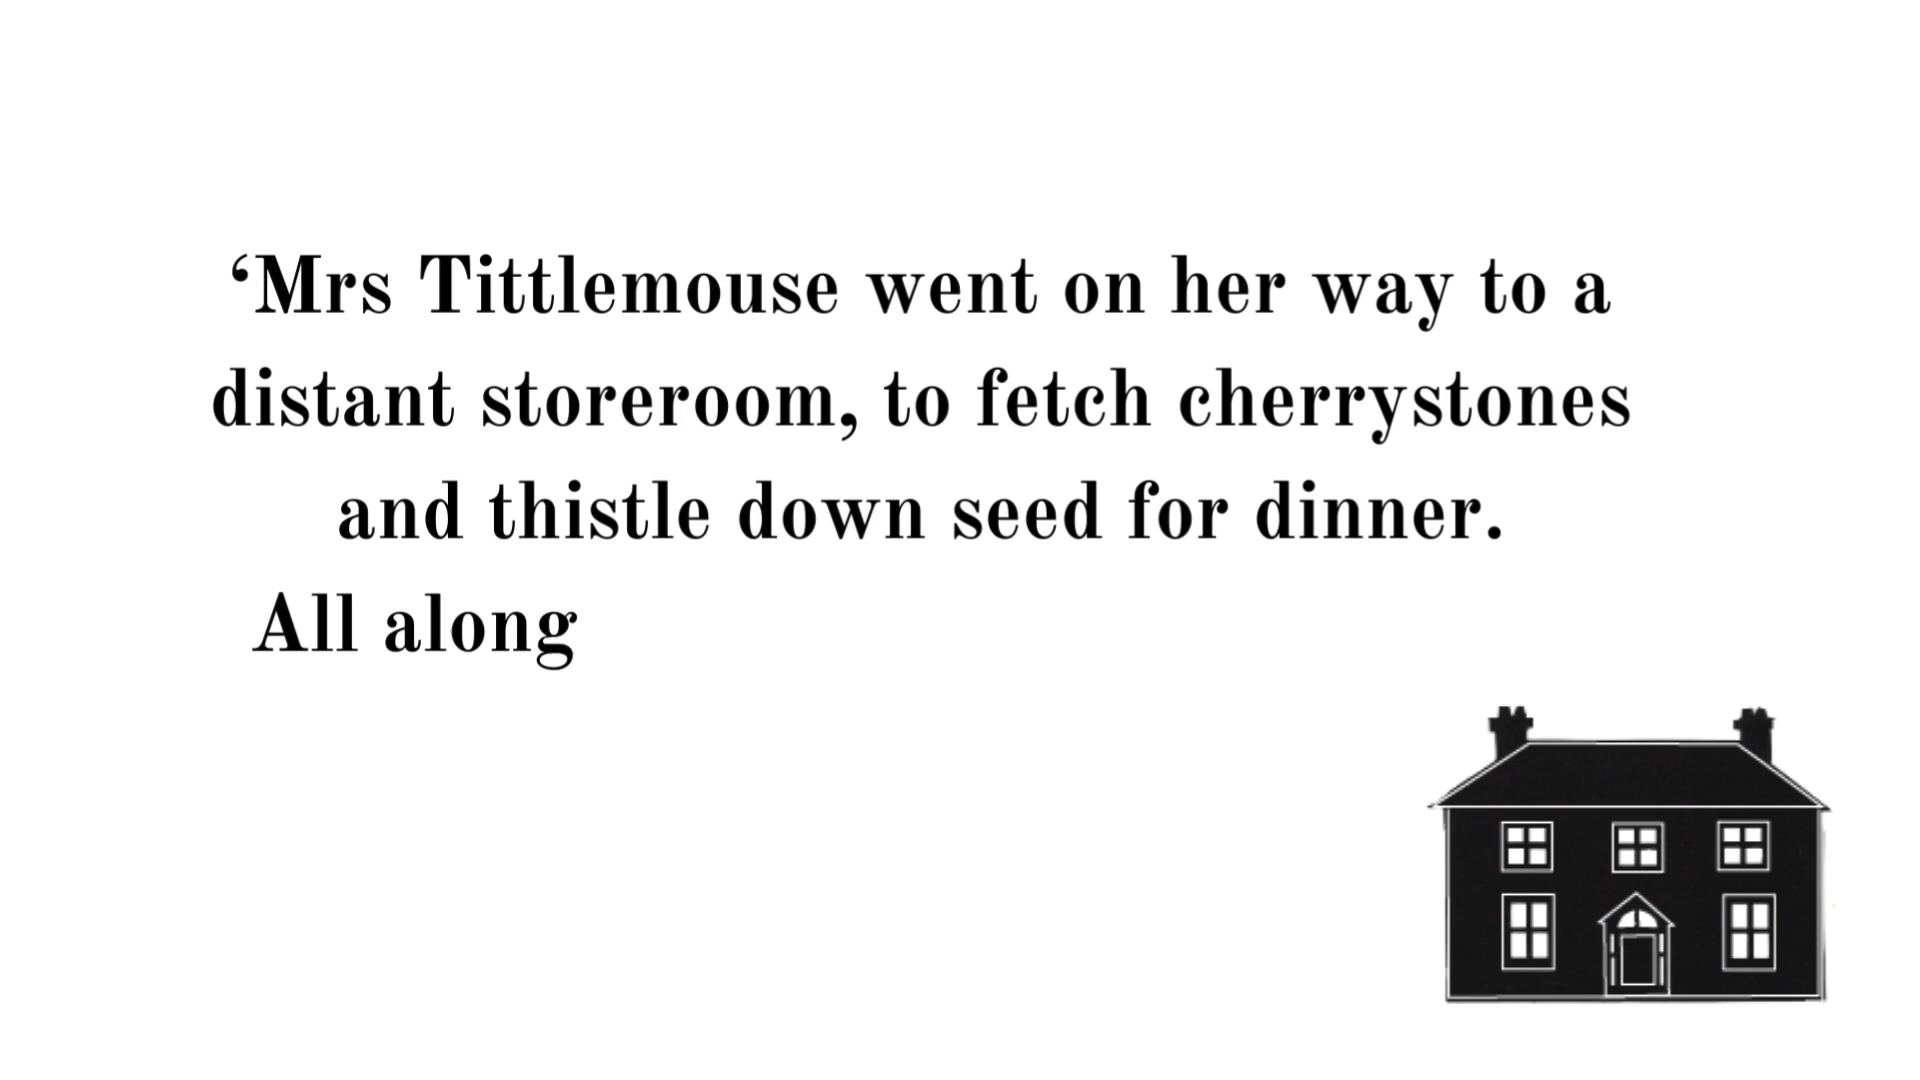 ‘Mrs Tittlemouse went on her way to a
distant storeroom, to fetch cherrystones
and thistle down seed for dinner.
All along